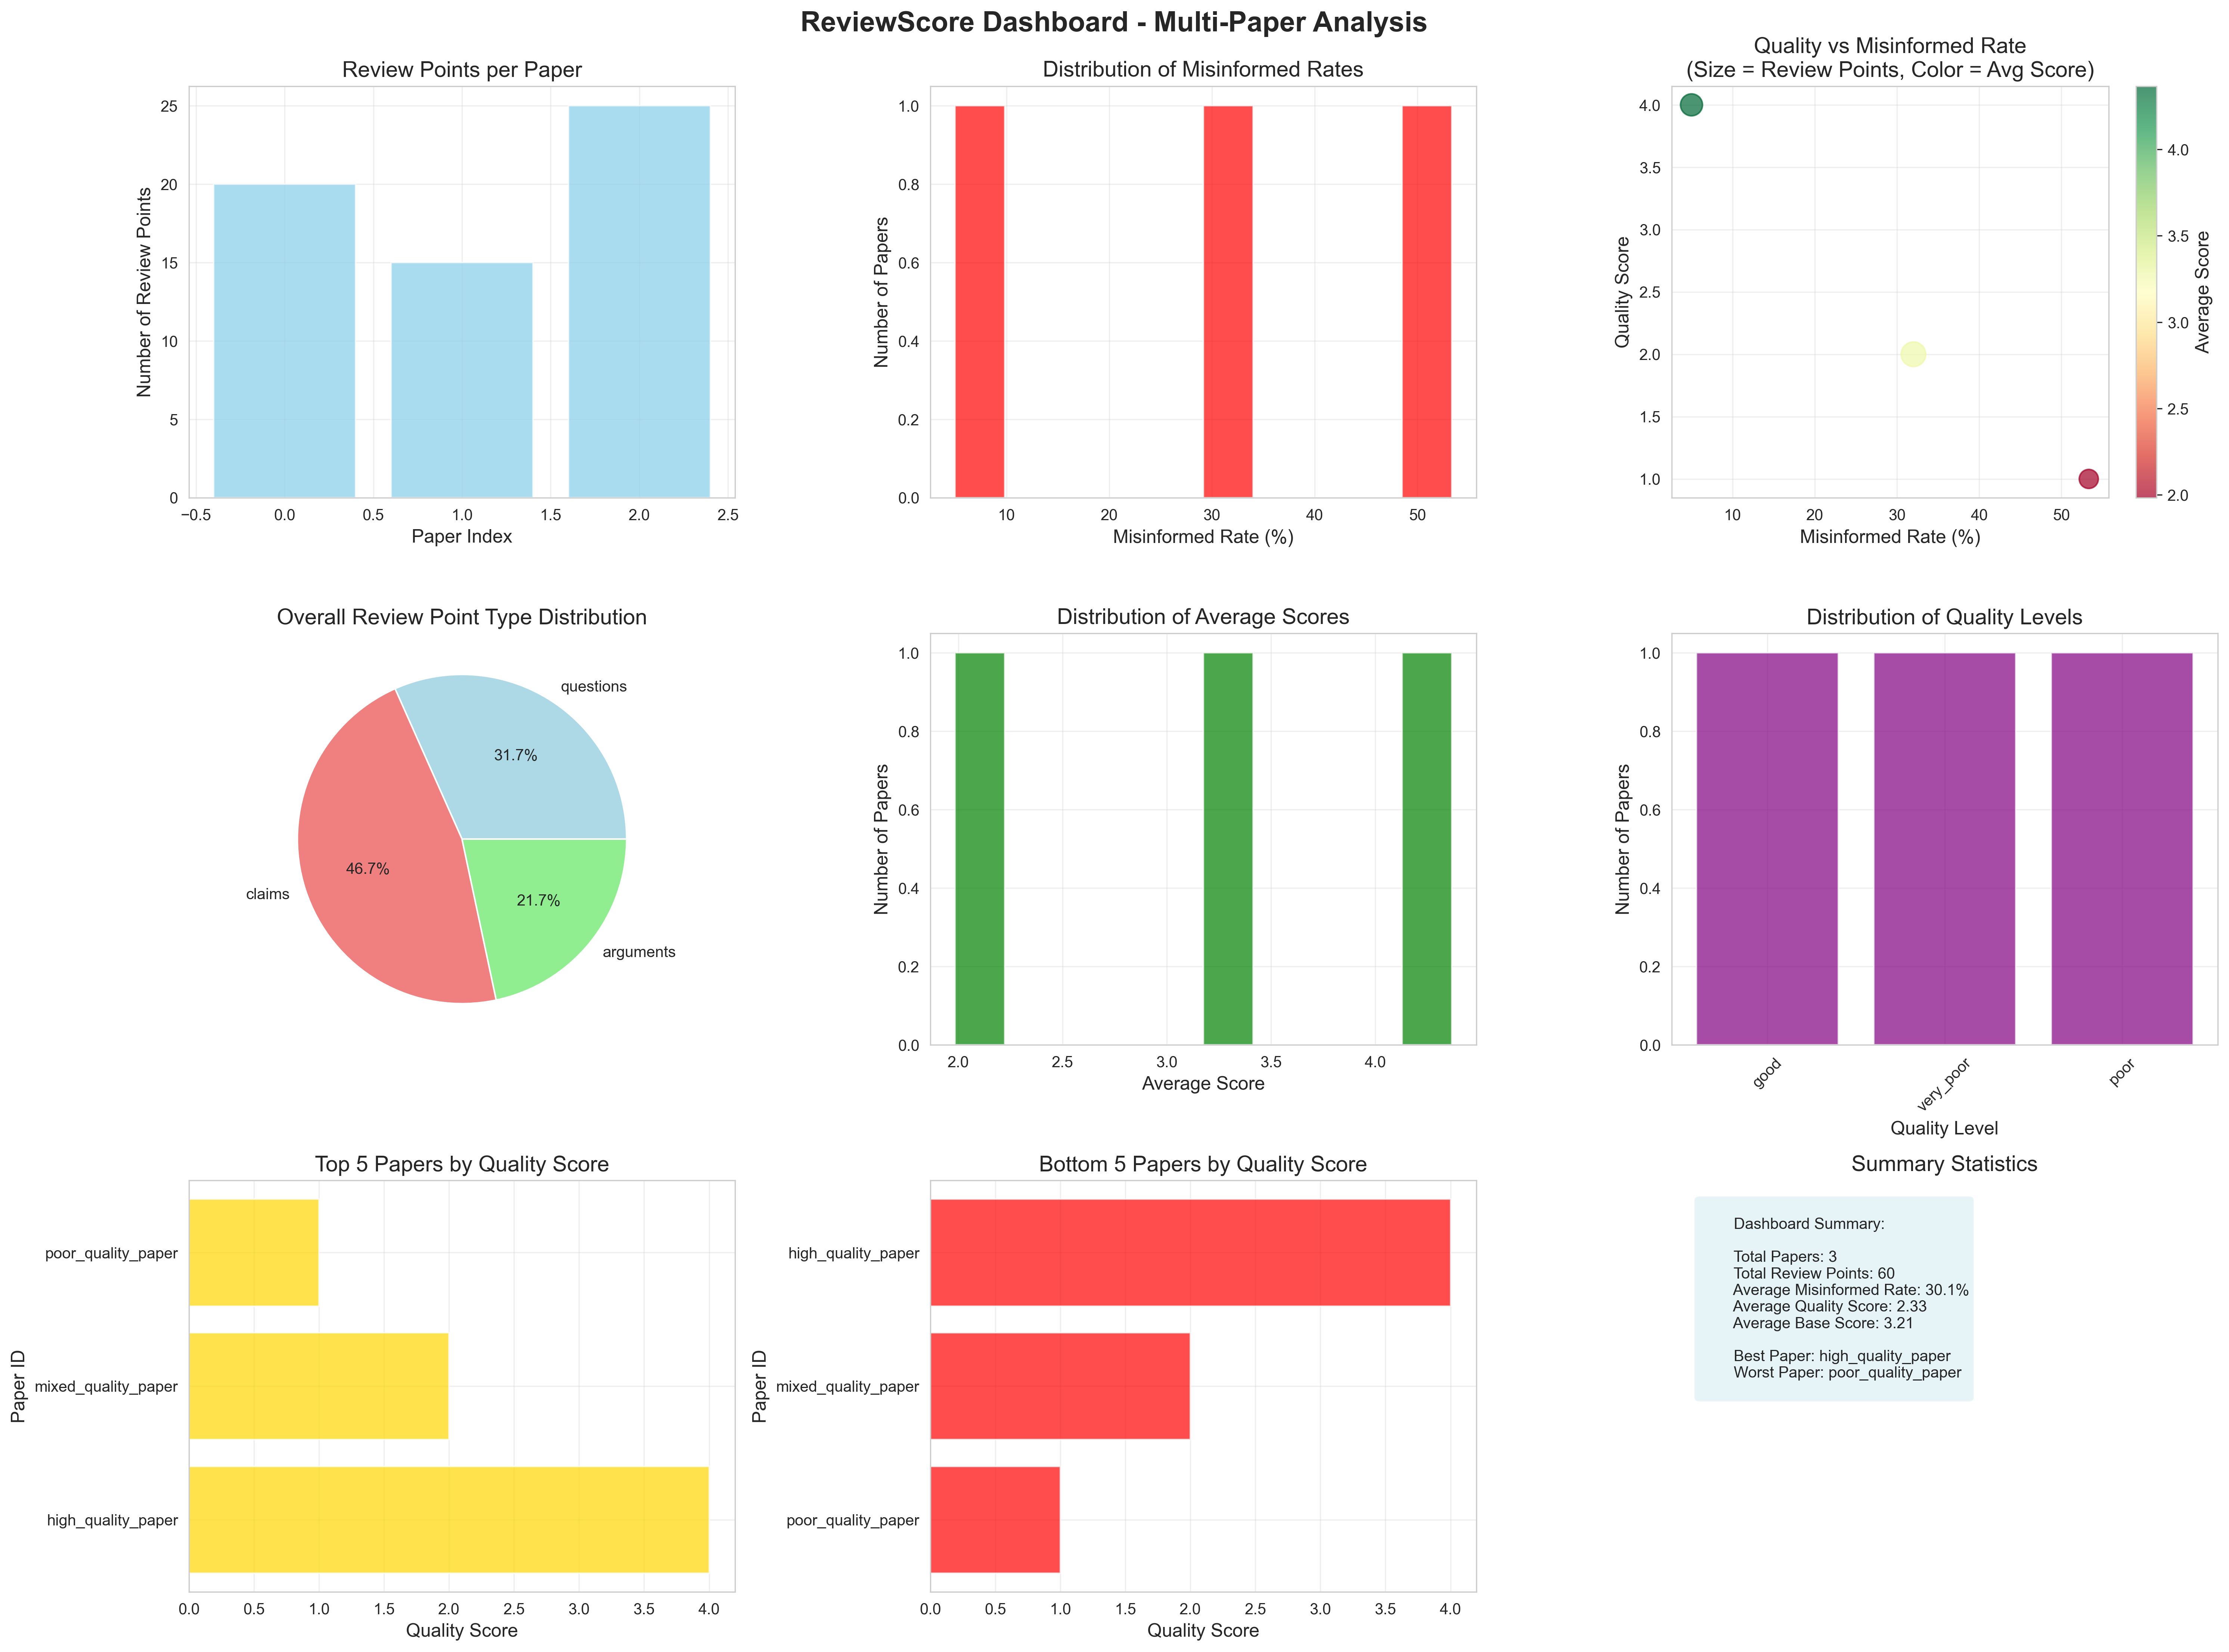 ReviewScore Dashboard - Multi-Paper Analysis
Review Points per Paper
Number of Review Points
25
20
15
10
5
0
−0.5 0.0 0.5 1.0 1.5 2.0 2.5
Paper Index
Distribution of Misinformed Rates
Number of Papers
1.0
0.8
0.6
0.4
0.2
0.0
10 20 30 40 50
Misinformed Rate (%)
Quality vs Misinformed Rate
(Size = Review Points, Color = Avg Score)
Quality Score
4.0
3.5
3.0
2.5
2.0
1.5
1.0
10 20 30 40 50
Misinformed Rate (%)
4.0
3.5
3.0
2.5
2.0
Average Score
Overall Review Point Type Distribution
questions
31.7%
claims
46.7%
21.7%
arguments
Distribution of Average Scores
Number of Papers
1.0
0.8
0.6
0.4
0.2
0.0
2.0 2.5 3.0 3.5 4.0
Average Score
Distribution of Quality Levels
Number of Papers
1.0
0.8
0.6
0.4
0.2
0.0
good very_poor poor
Quality Level
Top 5 Papers by Quality Score
Paper ID
poor_quality_paper
mixed_quality_paper
high_quality_paper
0.0 0.5 1.0 1.5 2.0 2.5 3.0 3.5 4.0
Quality Score
Bottom 5 Papers by Quality Score
Paper ID
high_quality_paper
mixed_quality_paper
poor_quality_paper
0.0 0.5 1.0 1.5 2.0 2.5 3.0 3.5 4.0
Quality Score
Summary Statistics
Dashboard Summary:
Total Papers: 3
Total Review Points: 60
Average Misinformed Rate: 30.1%
Average Quality Score: 2.33
Average Base Score: 3.21
Best Paper: high_quality_paper
Worst Paper: poor_quality_paper